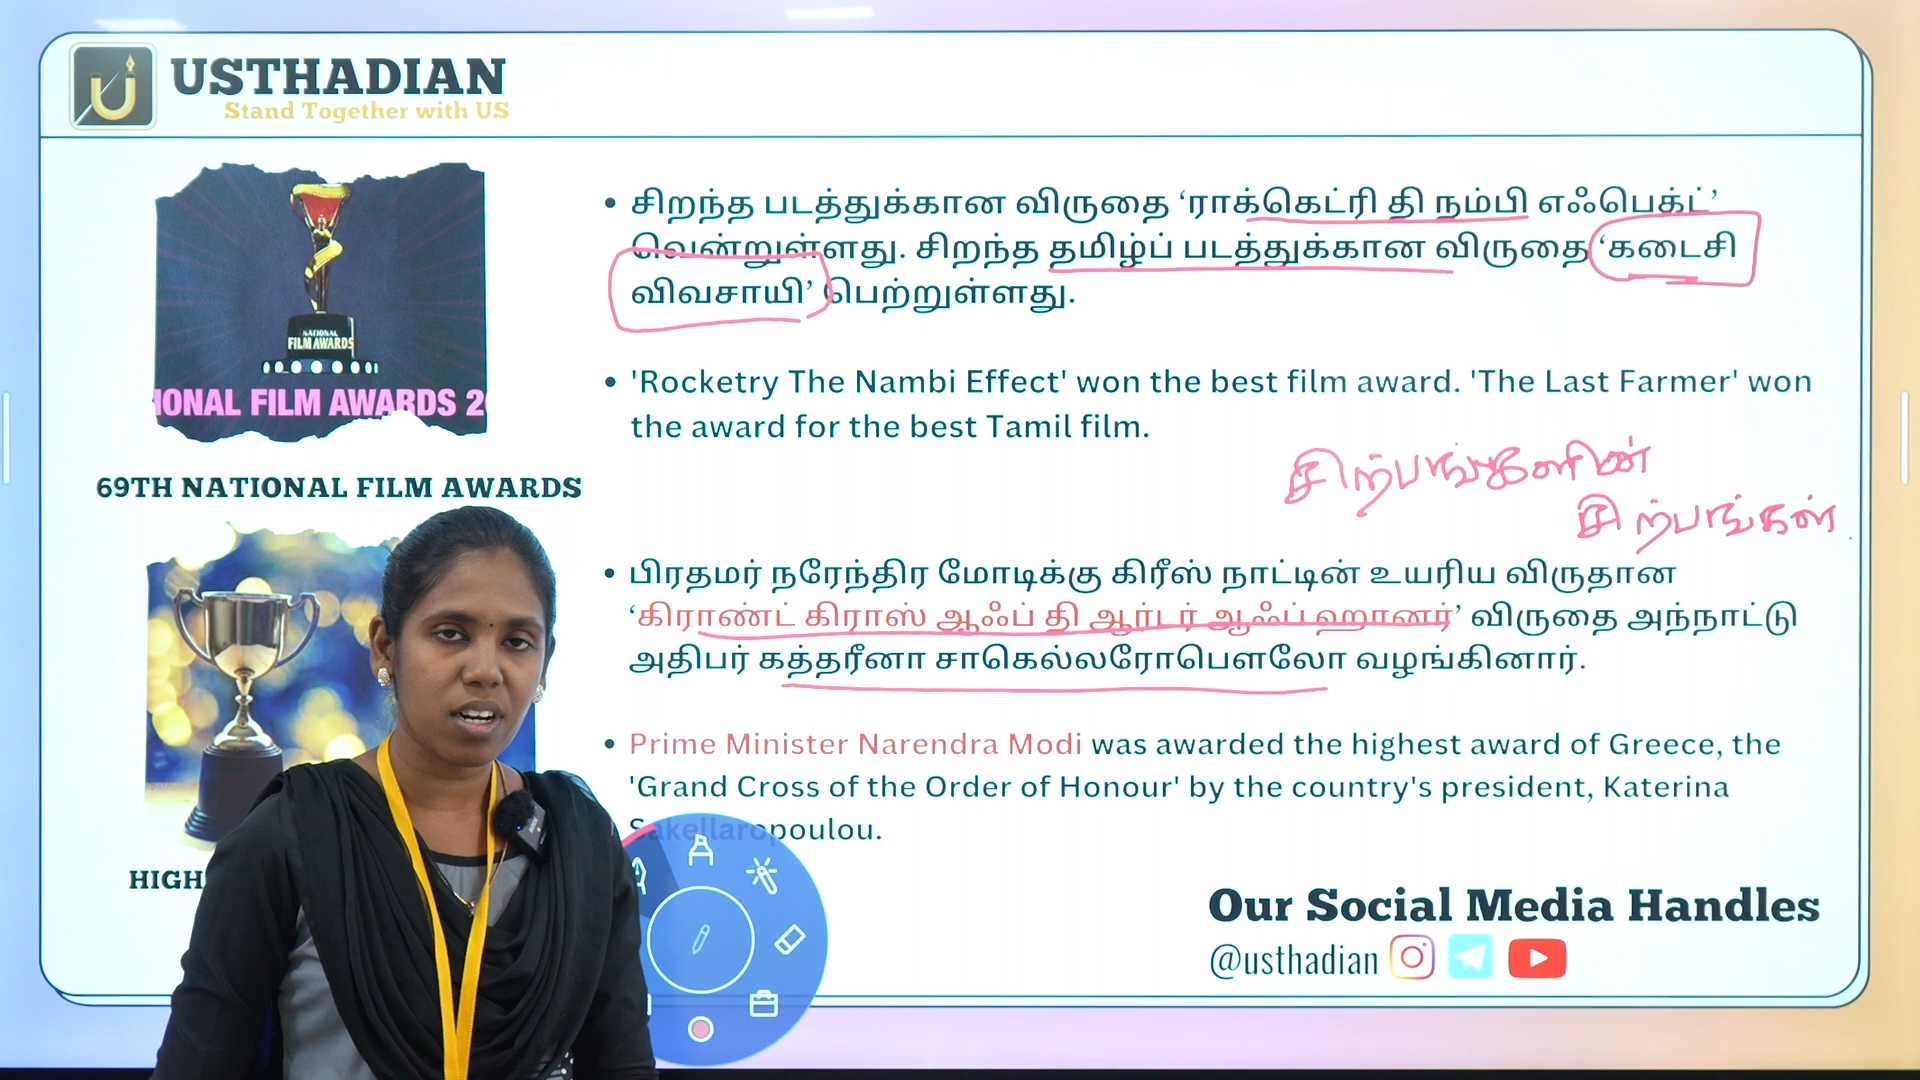 USTHADIAN
Stand Together with US
NATIONAL
FILM AWARDS
IONAL FILM AWARDS 2
69TH NATIONAL FILM AWARDS
HIGH
• சிறந்த படத்துக்கான விருதை ‘ராக்கெட்ரி தி நம்பி எஃபெக்ட்’
வென்றுள்ளது. சிறந்த தமிழ்ப் படத்துக்கான விருதை ‘கடைசி
விவசாயி’ பெற்றுள்ளது.
• 'Rocketry The Nambi Effect' won the best film award. 'The Last Farmer' won
the award for the best Tamil film.
சிற்பங்களின்
சிற்பங்கள்
• பிரதமர் நரேந்திர மோடிக்கு கிரீஸ் நாட்டின் உயரிய விருதான
‘கிராண்ட் கிராஸ் ஆஃப் தி ஆர்டர் ஆஃப் ஹானர்’ விருதை அந்நாட்டு
அதிபர் கத்தரீனா சாகெல்லரோபௌலோ வழங்கினார்.
• Prime Minister Narendra Modi was awarded the highest award of Greece, the
'Grand Cross of the Order of Honour' by the country's president, Katerina
Sakellaropoulou.
Our Social Media Handles
@usthadian